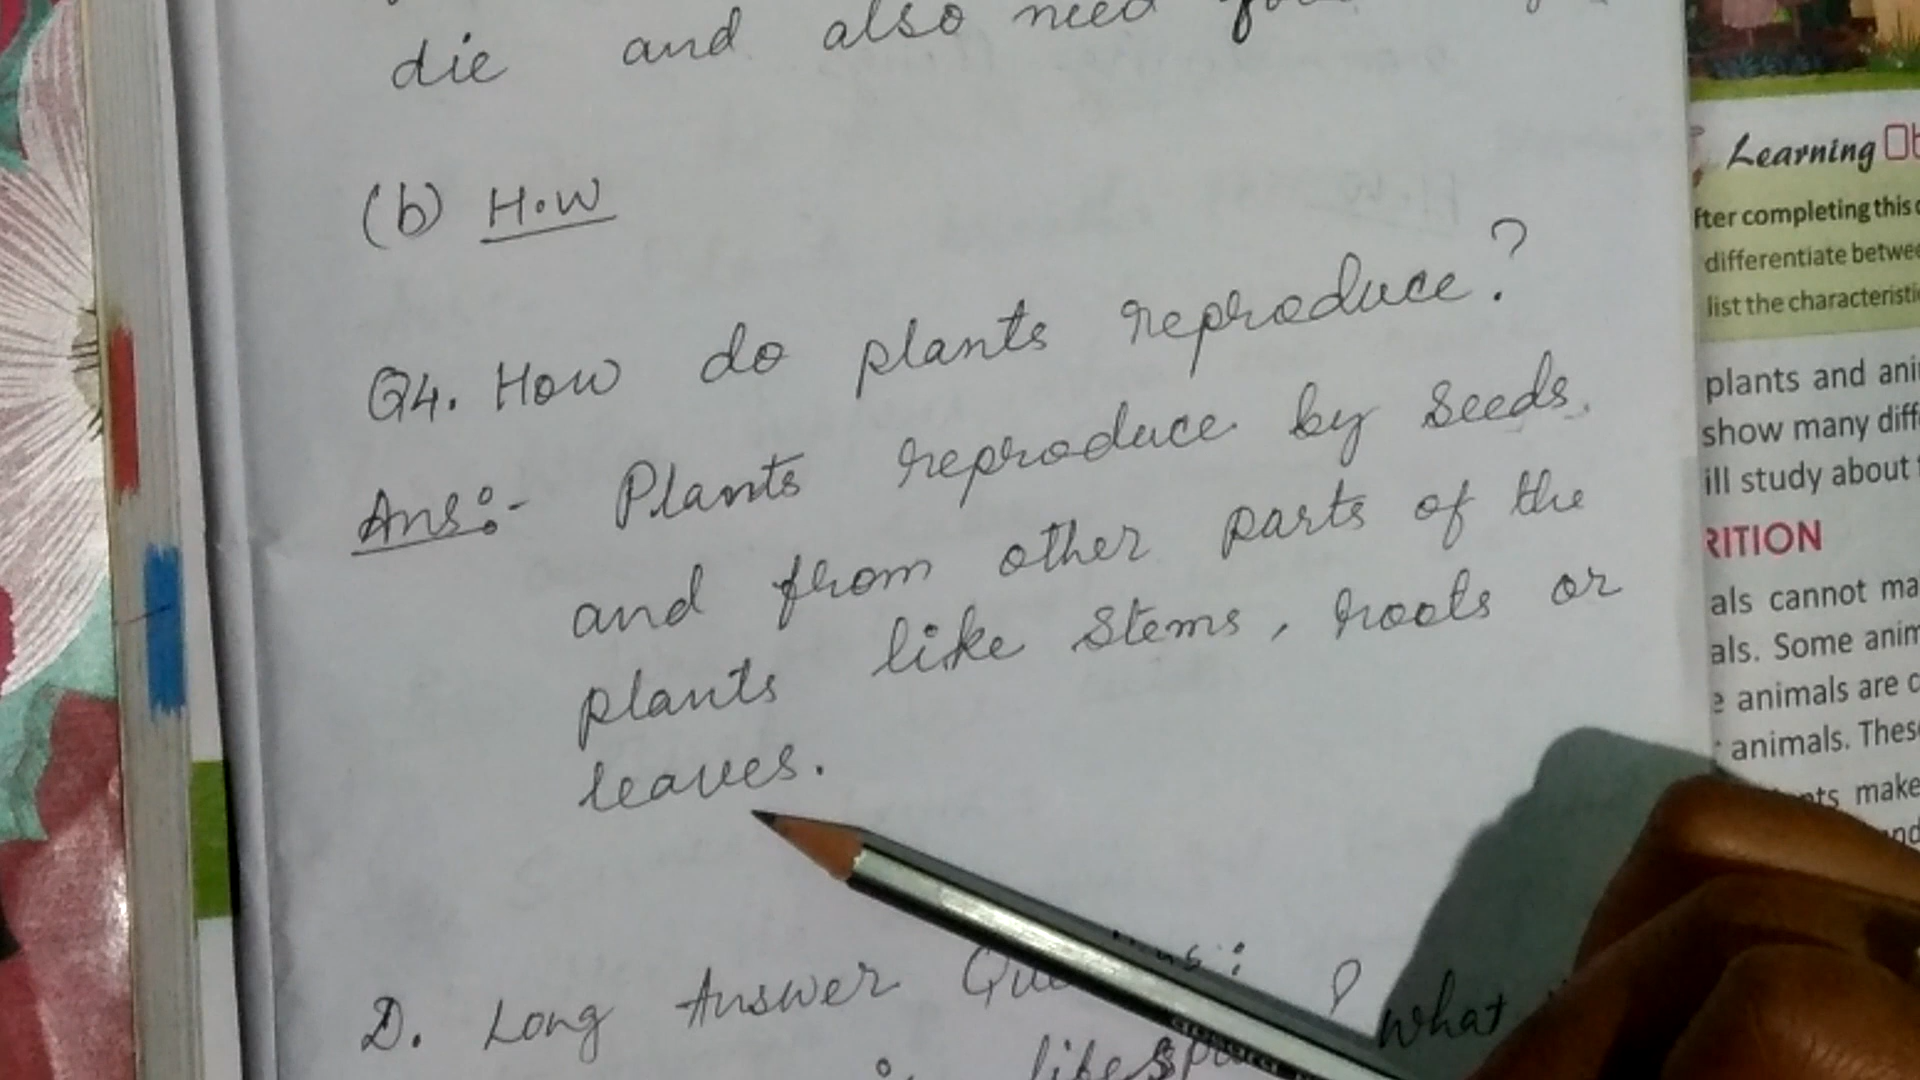 die and also need
(b) H.W
Q4. How do plants reproduce?
Ans:- Plants reproduce by seeds.
and from other parts of the
plants like stems, roots or
leaves.
D. Long Answer
what
Learning
fter completing this
differentiate betwee
list the characteristi
plants and ani
show many diff
ill study about
RITION
als cannot ma
als. Some anim
animals are c
animals. Thes
make